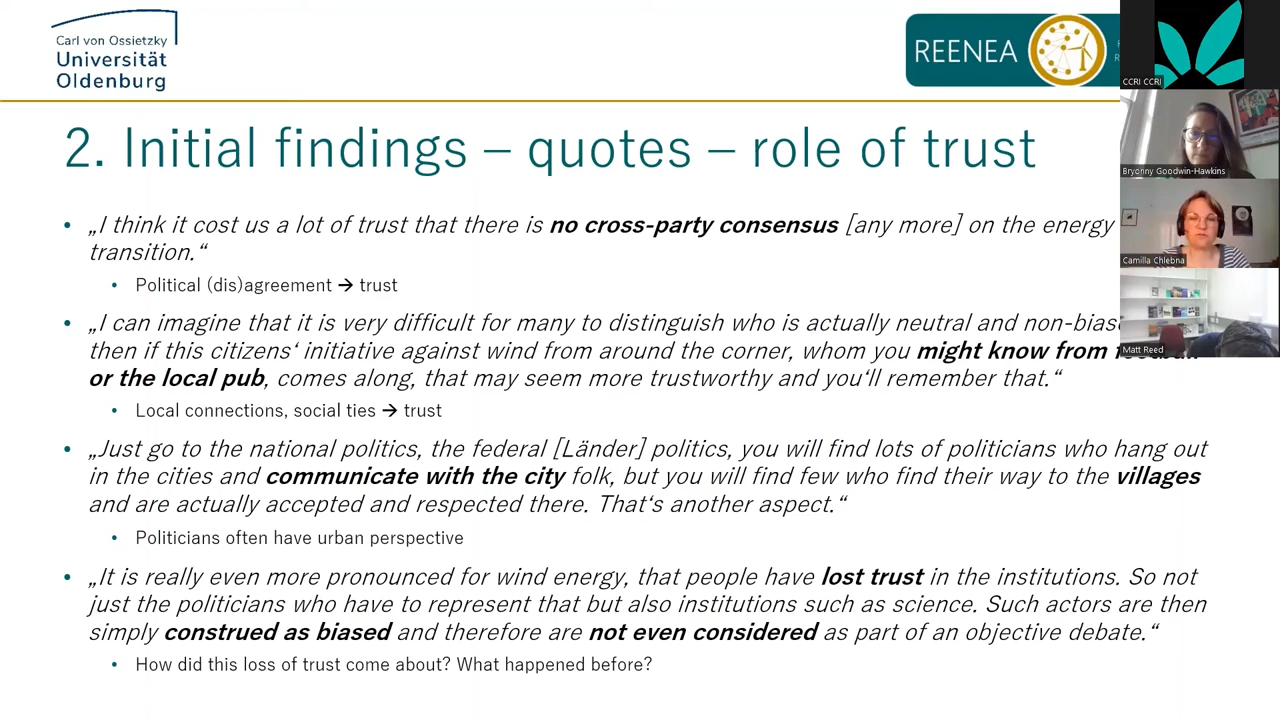 Carl von Ossietzky
Universität
Oldenburg
REENEA
CCRI CCRI
Bryonny Goodwin-Hawkins
Camilla Chlebna
Matt Reed
2. Initial findings – quotes – role of trust
• „I think it cost us a lot of trust that there is no cross-party consensus [any more] on the energy
transition.“
• Political (dis)agreement → trust
• „I can imagine that it is very difficult for many to distinguish who is actually neutral and
then if this citizens‘ initiative against wind from around the corner, whom you might know from
or the local pub, comes along, that may seem more trustworthy and you‘ll remember that.“
• Local connections, social ties → trust
• „Just go to the national politics, the federal [Länder] politics, you will find lots of politicians who hang out
in the cities and communicate with the city folk, but you will find few who find their way to the villages
and are actually accepted and respected there. That‘s another aspect.“
• Politicians often have urban perspective
• „It is really even more pronounced for wind energy, that people have lost trust in the institutions. So not
just the politicians who have to represent that but also institutions such as science. Such actors are then
simply construed as biased and therefore are not even considered as part of an objective debate.“
• How did this loss of trust come about? What happened before?